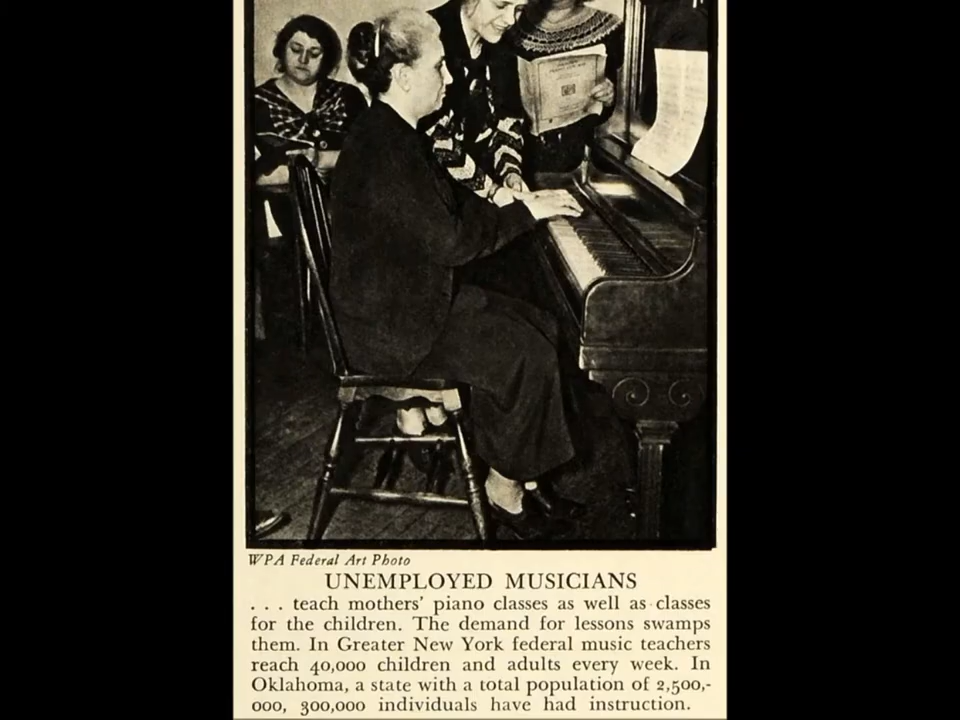 WPA Federal Art Photo
UNEMPLOYED MUSICIANS
. . . teach mothers' piano classes as well as classes
for the children. The demand for lessons swamps
them. In Greater New York federal music teachers
reach 40,000 children and adults every week. In
Oklahoma, a state with a total population of 2,500,-
000, 300,000 individuals have had instruction.